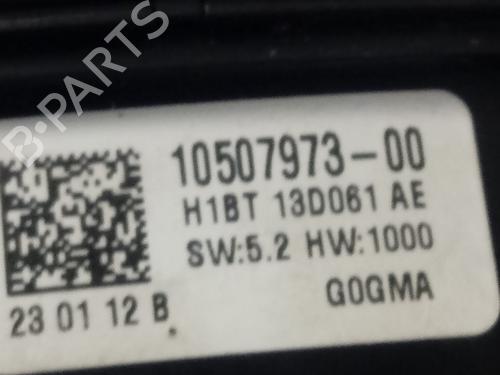 B-PARTS
10507973-00
H1BT 13D061 AE
SW:5.2 HW:1000
G0GMA
23 01 12 B